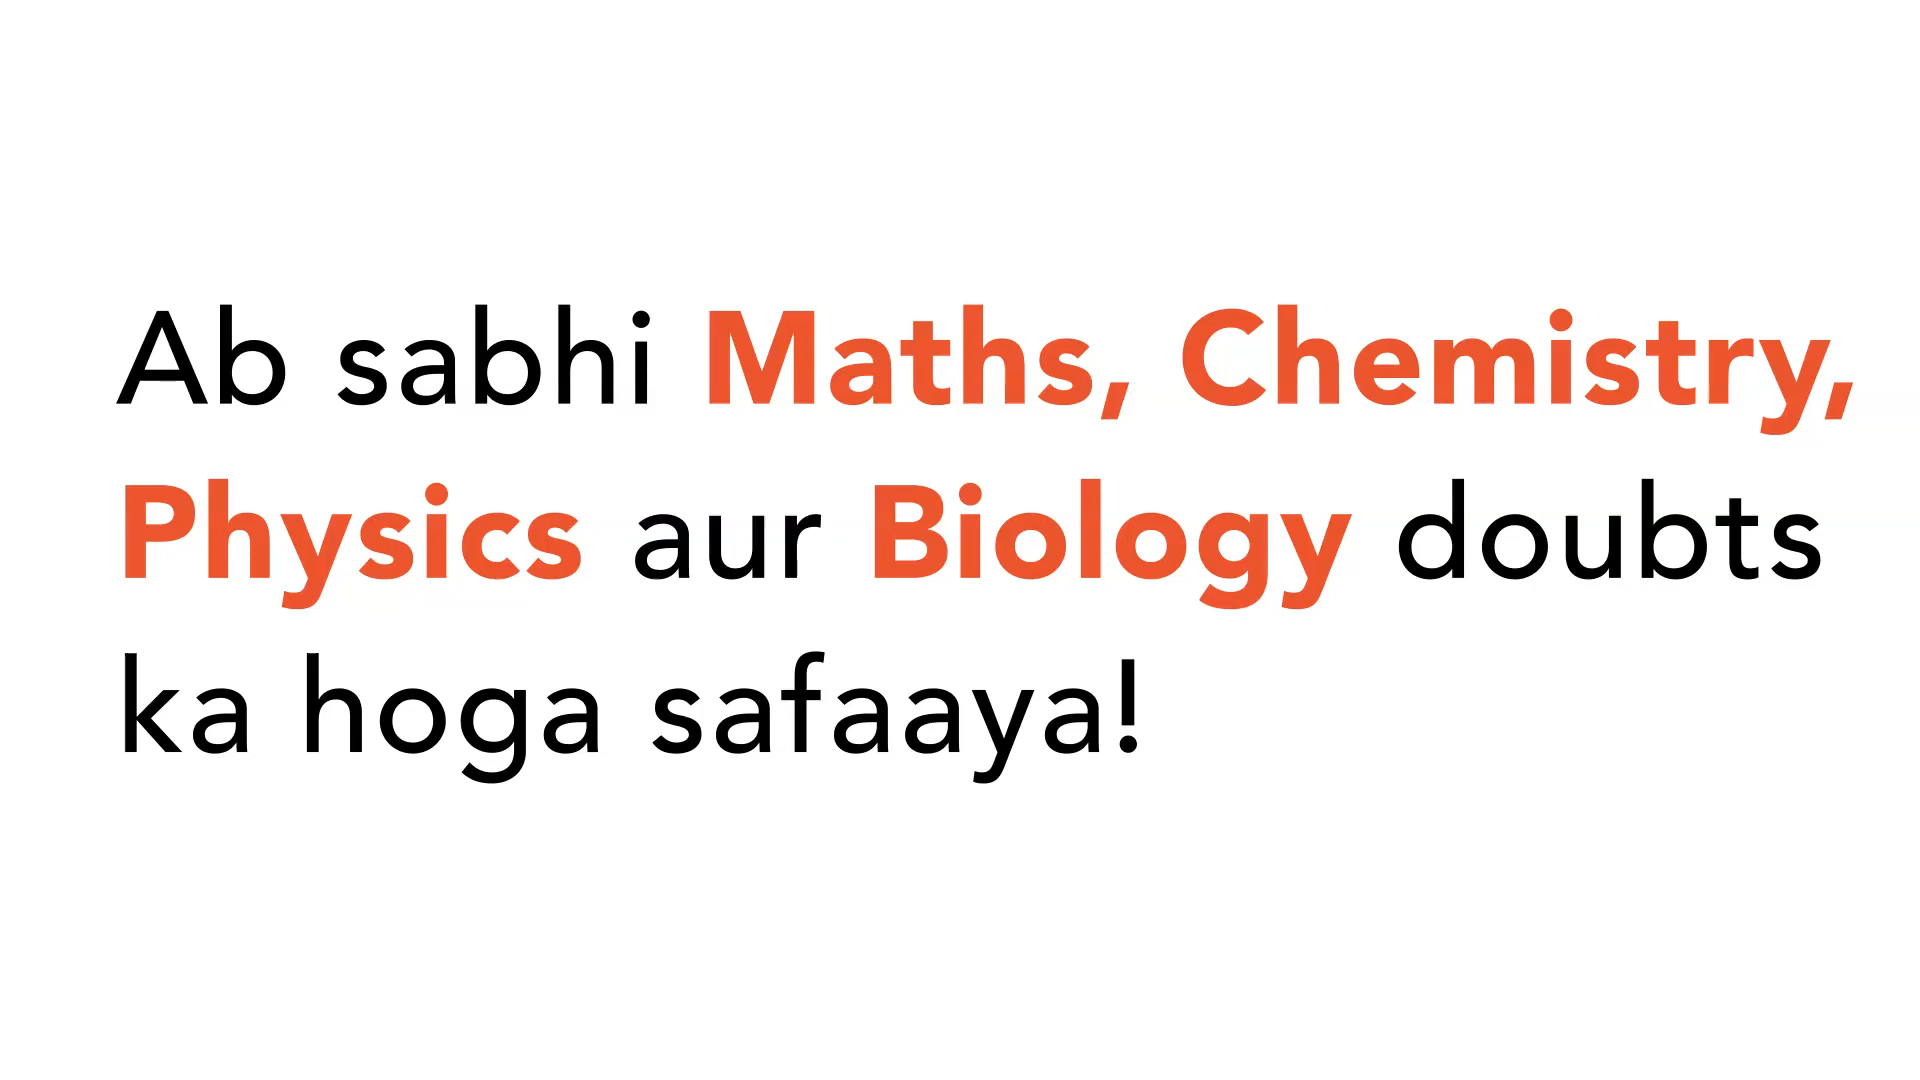 Ab sabhi Maths, Chemistry,
Physics aur Biology doubts
ka hoga safaaya!